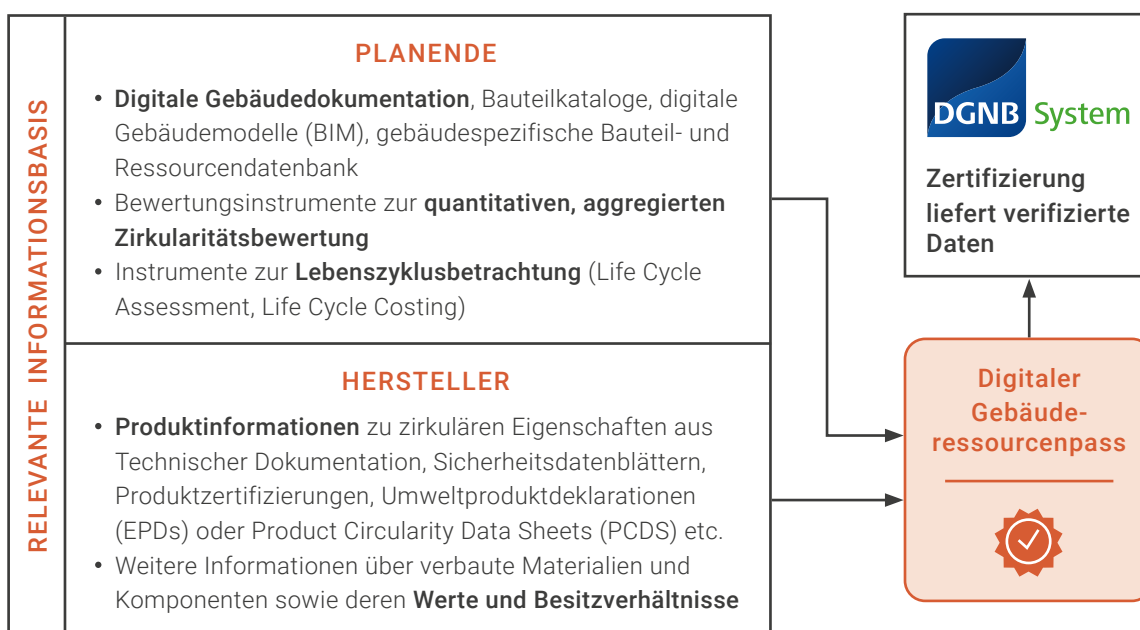 RELEVANTE INFORMATIONSBASIS
PLANENDE
• Digitale Gebäudedokumentation, Bauteilkataloge, digitale
Gebäudemodelle (BIM), gebäudespezifische Bauteil- und
Ressourcendatenbank
• Bewertungsinstrumente zur quantitativen, aggregierten
Zirkularitätsbewertung
• Instrumente zur Lebenszyklusbetrachtung (Life Cycle
Assessment, Life Cycle Costing)
HERSTELLER
• Produktinformationen zu zirkulären Eigenschaften aus
Technischer Dokumentation, Sicherheitsdatenblättern,
Produktzertifizierungen, Umweltproduktdeklarationen
(EPDs) oder Product Circularity Data Sheets (PCDS) etc.
• Weitere Informationen über verbaute Materialien und
Komponenten sowie deren Werte und Besitzverhältnisse
DGNB System
Zertifizierung
liefert verifizierte
Daten
Digitaler
Gebäude-
ressourcenpass